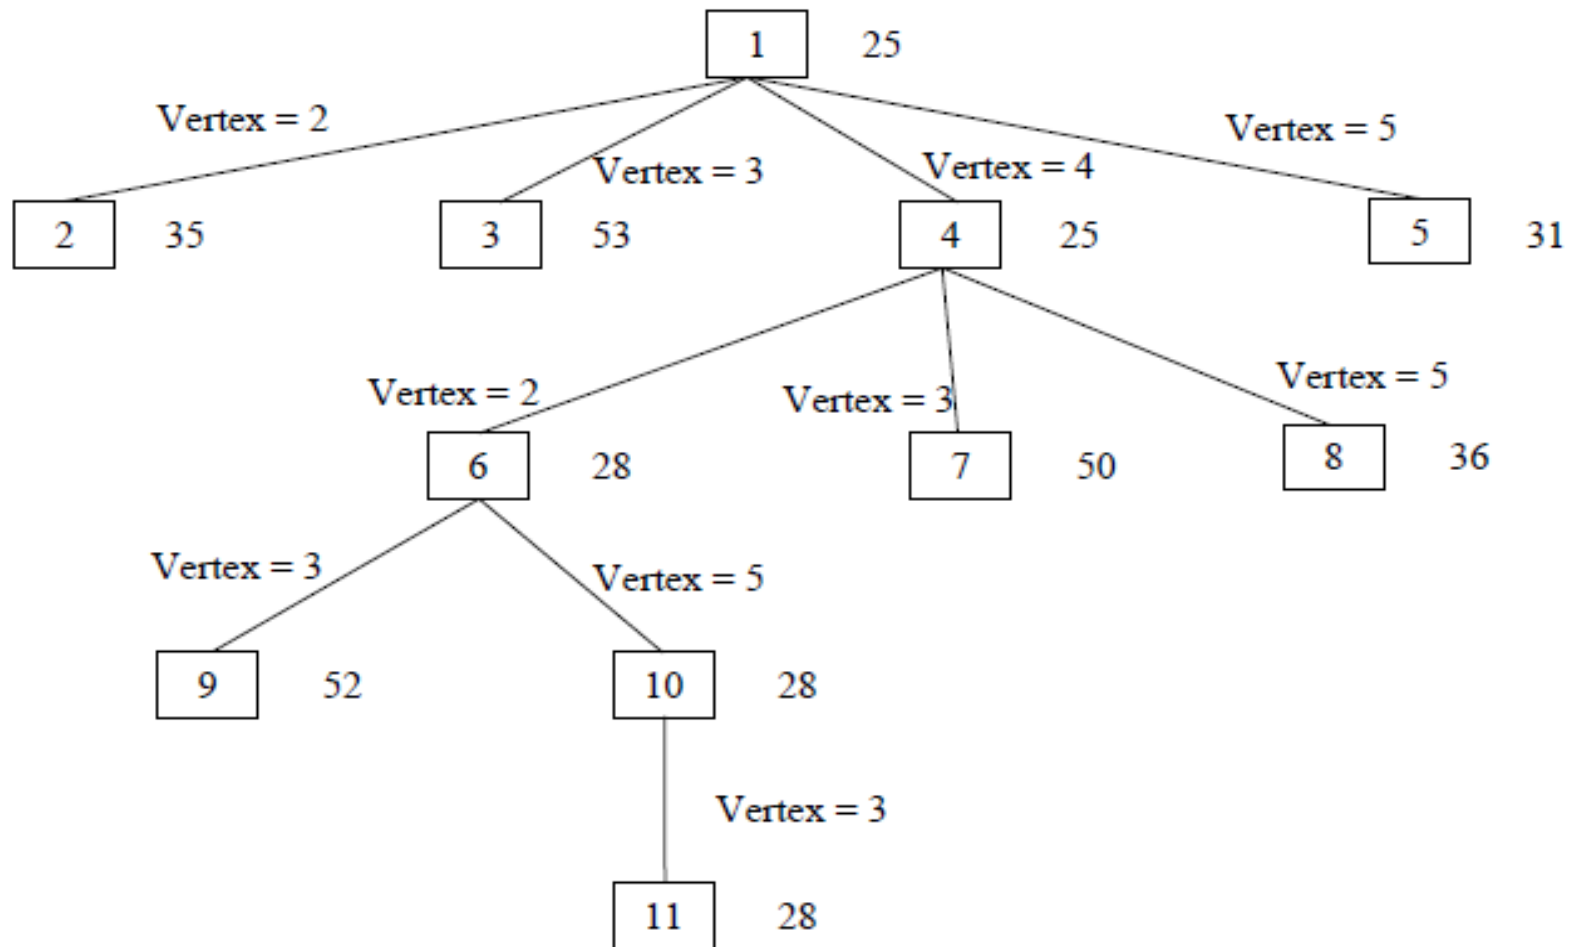 1 25
Vertex = 2
Vertex = 3
Vertex = 4
Vertex = 5
2 35
3 53
4 25
5 31
Vertex = 2
Vertex = 3
Vertex = 5
6 28
7 50
8 36
Vertex = 3
Vertex = 5
9 52
10 28
Vertex = 3
11 28